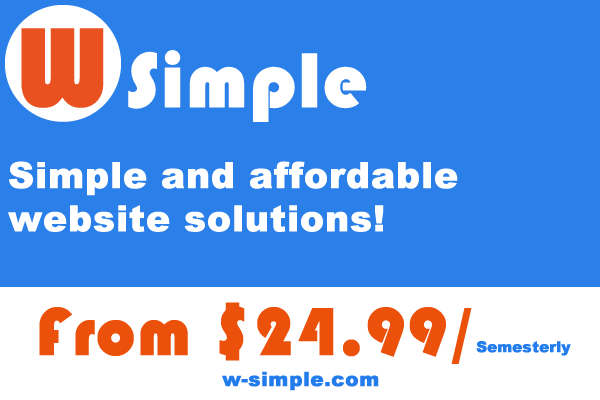 W Simple
Simple and affordable
website solutions!
From $24.99/ Semesterly
w-simple.com